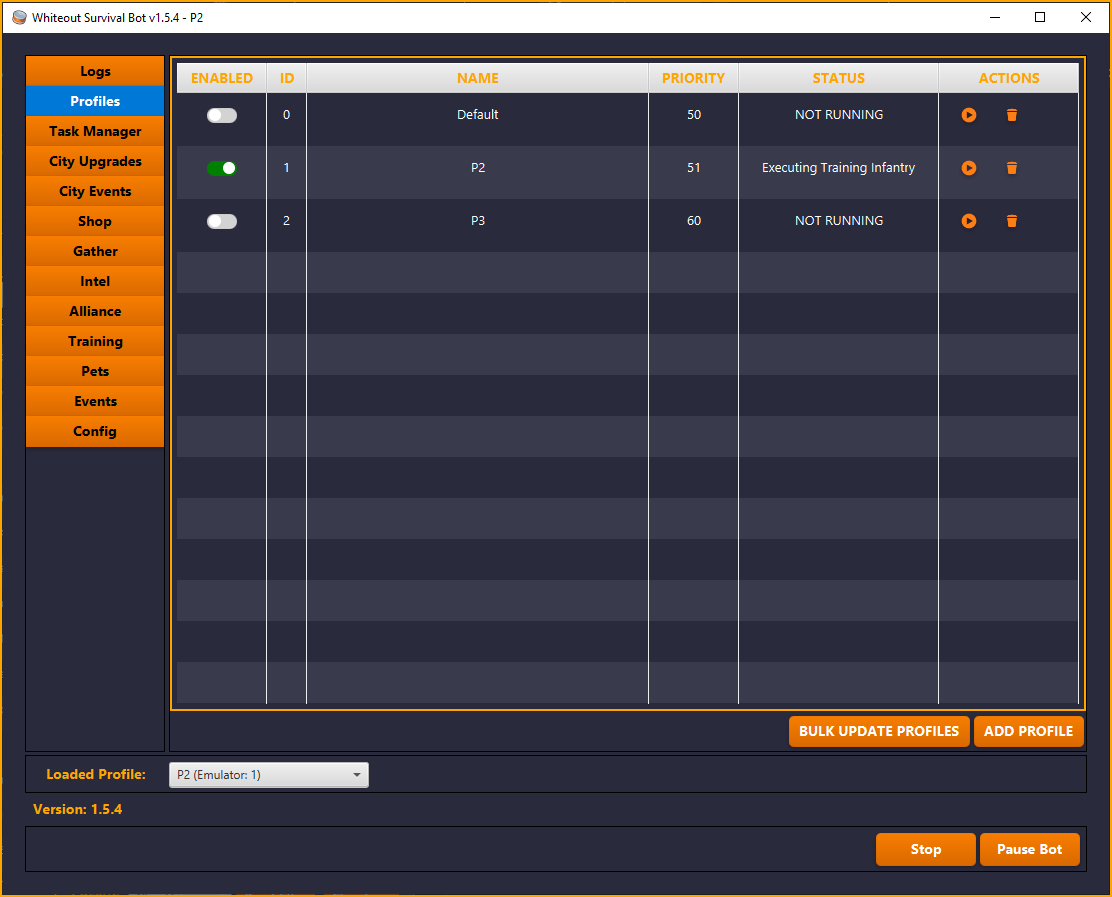 Whiteout Survival Bot v1.5.4 - P2
Logs
Profiles
Task Manager
City Upgrades
City Events
Shop
Gather
Intel
Alliance
Training
Pets
Events
Config
ENABLED ID NAME PRIORITY STATUS ACTIONS
0 Default 50 NOT RUNNING
1 P2 51 Executing Training Infantry
2 P3 60 NOT RUNNING
BULK UPDATE PROFILES ADD PROFILE
Loaded Profile: P2 (Emulator: 1)
Version: 1.5.4
Stop Pause Bot